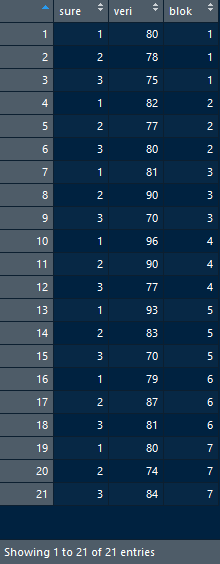 sure veri blok
1 1 80 1
2 2 78 1
3 3 75 1
4 1 82 2
5 2 77 2
6 3 80 2
7 1 81 3
8 2 90 3
9 3 70 3
10 1 96 4
11 2 90 4
12 3 77 4
13 1 93 5
14 2 83 5
15 3 70 5
16 1 79 6
17 2 87 6
18 3 81 6
19 1 80 7
20 2 74 7
21 3 84 7
Showing 1 to 21 of 21 entries